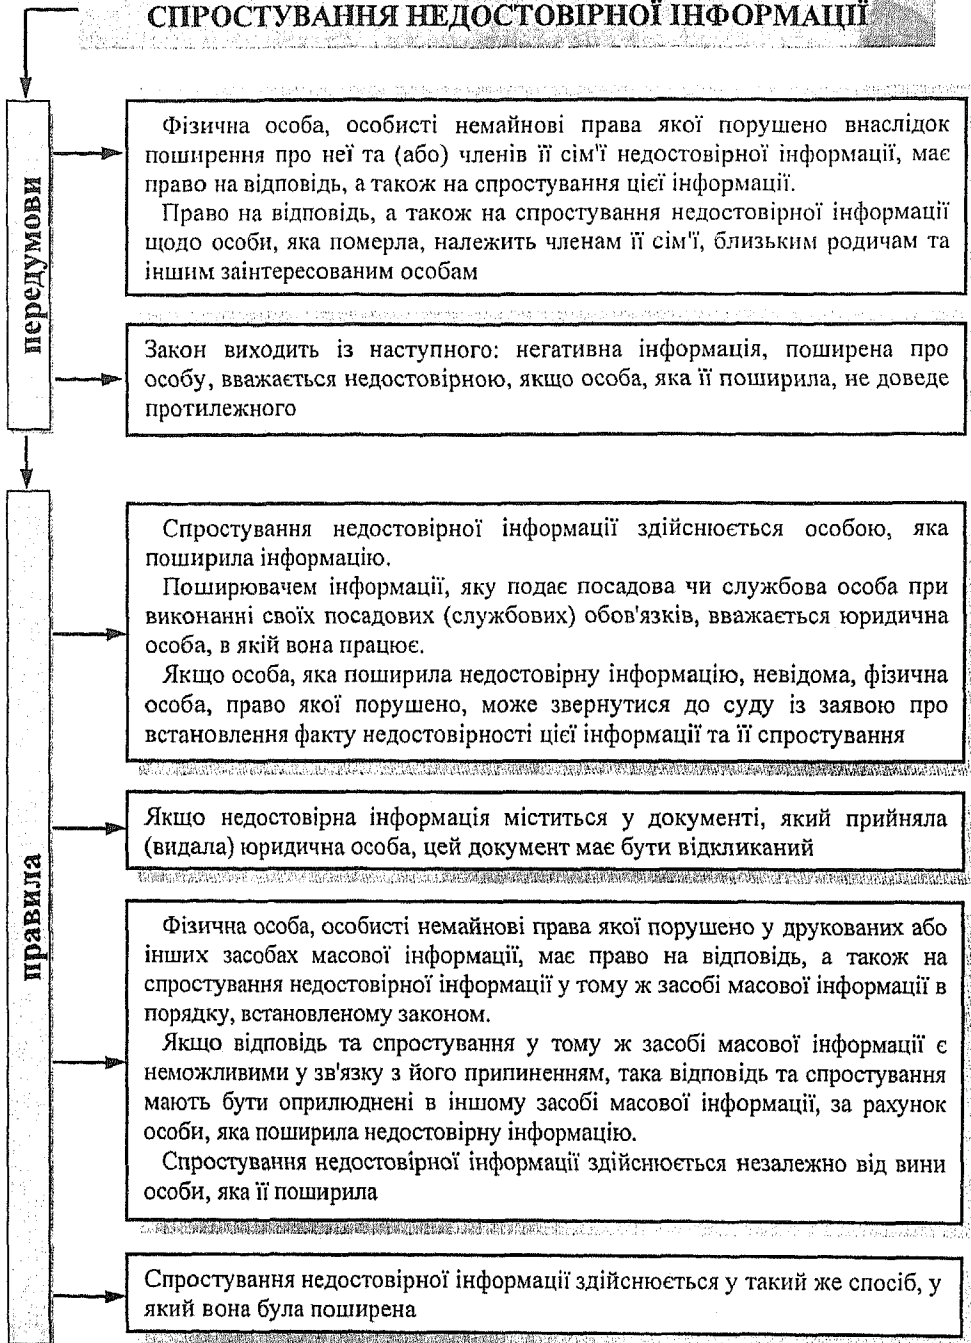 СПРОСТУВАННЯ НЕДОСТОВІРНОЇ ІНФОРМАЦІЇ
передумови
Фізична особа, особисті немайнові права якої порушено внаслідок
поширення про неї та (або) членів її сім'ї недостовірної інформації, має
право на відповідь, а також на спростування цієї інформації.
Право на відповідь, а також на спростування недостовірної інформації
щодо особи, яка померла, належить членам її сім'ї, близьким родичам та
іншим заінтересованим особам
Закон виходить із наступного: негативна інформація, поширена про
особу, вважається недостовірною, якщо особа, яка її поширила, не доведе
протилежного
правила
Спростування недостовірної інформації здійснюється особою, яка
поширила інформацію.
Поширювачем інформації, яку подає посадова чи службова особа при
виконанні своїх посадових (службових) обов'язків, вважається юридична
особа, в якій вона працює.
Якщо особа, яка поширила недостовірну інформацію, невідома, фізична
особа, право якої порушено, може звернутися до суду із заявою про
встановлення факту недостовірності цієї інформації та її спростування
Якщо недостовірна інформація міститься у документі, який прийняла
(видала) юридична особа, цей документ має бути відкликаний
Фізична особа, особисті немайнові права якої порушено у друкованих або
інших засобах масової інформації, має право на відповідь, а також на
спростування недостовірної інформації у тому ж засобі масової інформації в
порядку, встановленому законом.
Якщо відповідь та спростування у тому ж засобі масової інформації є
неможливими у зв'язку з його припиненням, така відповідь та спростування
мають бути оприлюднені в іншому засобі масової інформації, за рахунок
особи, яка поширила недостовірну інформацію.
Спростування недостовірної інформації здійснюється незалежно від вини
особи, яка її поширила
Спростування недостовірної інформації здійснюється у такий же спосіб, у
який вона була поширена